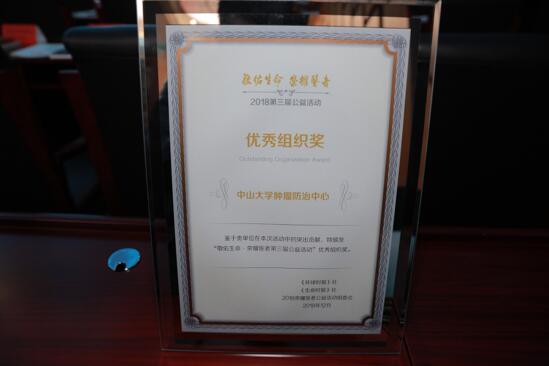 敬佑生命 荣耀医者
2018第三届公益活动
优秀组织奖
Outstanding Organization Award
中山大学肿瘤防治中心
鉴于贵单位在本次活动中的突出贡献，特颁发
“敬佑生命·荣耀医者第三届公益活动”优秀组织奖。
《环球时报》社
《生命时报》社
2018荣耀医者公益活动组委会
2018年12月